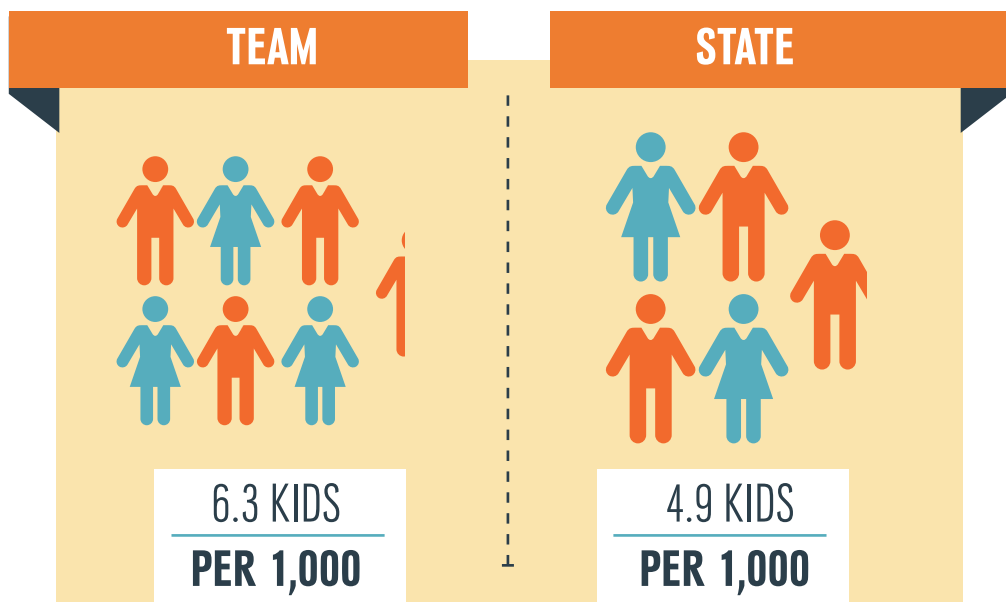 TEAM
STATE
6.3 KIDS
PER 1,000
4.9 KIDS
PER 1,000